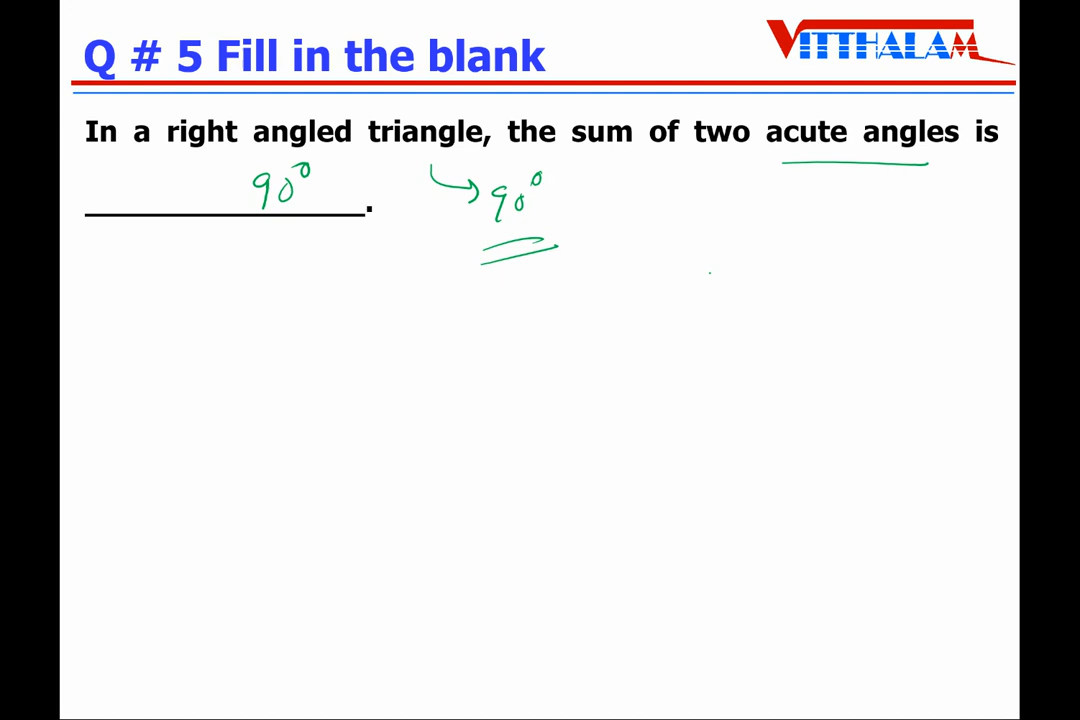 Q # 5 Fill in the blank
VITTHALAM
In a right angled triangle, the sum of two acute angles is
90° .
90°